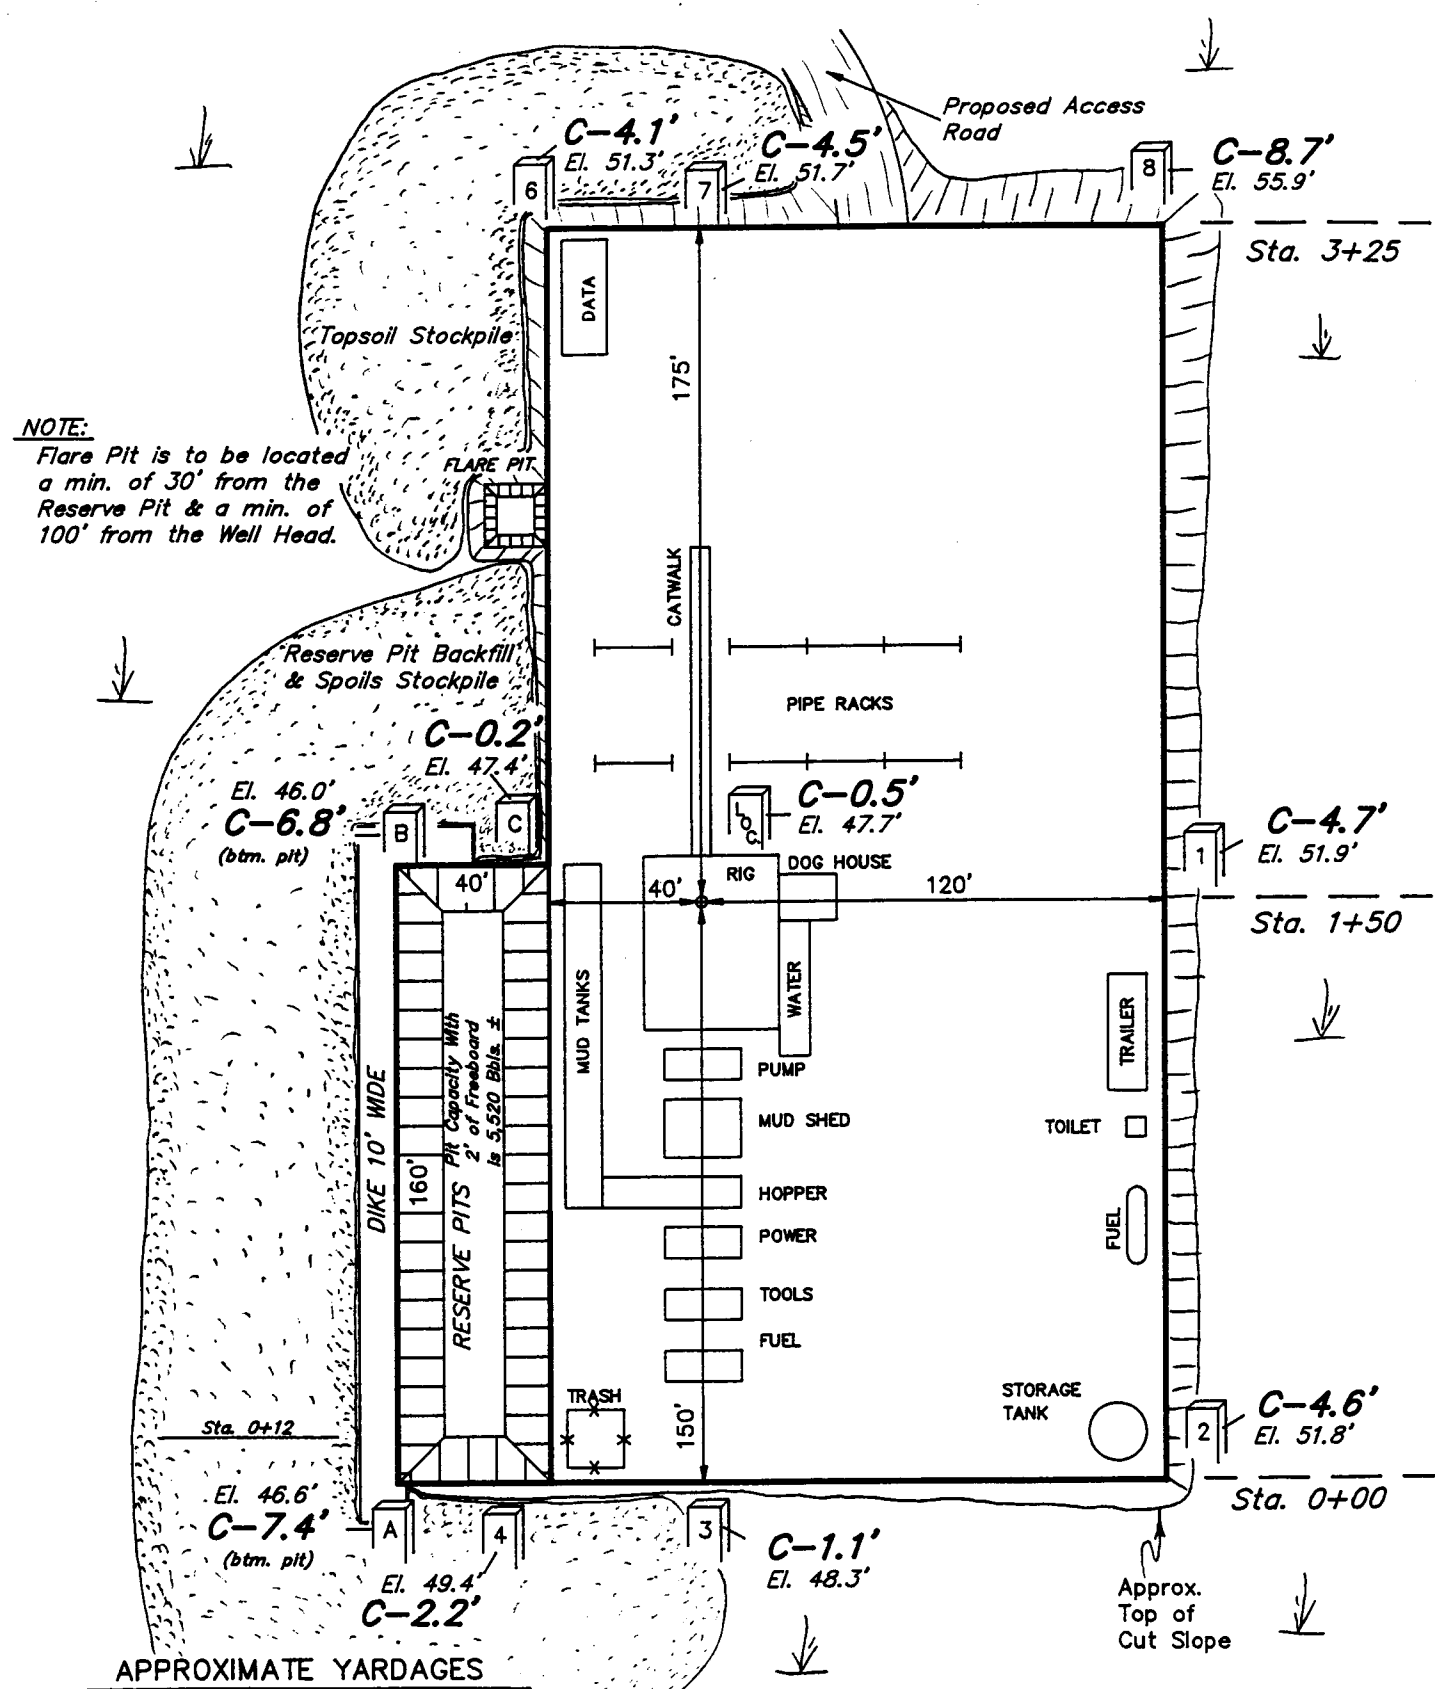 Proposed Access
Road
C-4.1'
El. 51.3'
C-4.5'
El. 51.7'
C-8.7'
El. 55.9'
6
7
8
Sta. 3+25
DATA
Topsoil Stockpile
175'
NOTE:
Flare Pit is to be located
a min. of 30' from the
Reserve Pit & a min. of
100' from the Well Head.
FLARE PIT
CATWALK
Reserve Pit Backfill
& Spoils Stockpile
PIPE RACKS
C-0.2'
El. 47.4'
El. 46.0'
C-6.8'
(btm. pit)
B
C
LOC.
C-0.5'
El. 47.7'
C-4.7'
El. 51.9'
1
RIG
DOG HOUSE
40'
40'
120'
Sta. 1+50
MUD TANKS
WATER
TRAILER
PUMP
MUD SHED
TOILET
DIKE 10' WIDE
160'
RESERVE PITS
Pit Capacity With
2' of Freeboard
is 5,520 Bbls. ±
HOPPER
POWER
FUEL
TOOLS
FUEL
TRASH
150'
STORAGE
TANK
C-4.6'
El. 51.8'
2
Sta. 0+12
Sta. 0+00
El. 46.6'
C-7.4'
(btm. pit)
A
4
3
C-1.1'
El. 48.3'
El. 49.4'
C-2.2'
Approx.
Top of
Cut Slope
APPROXIMATE YARDAGES